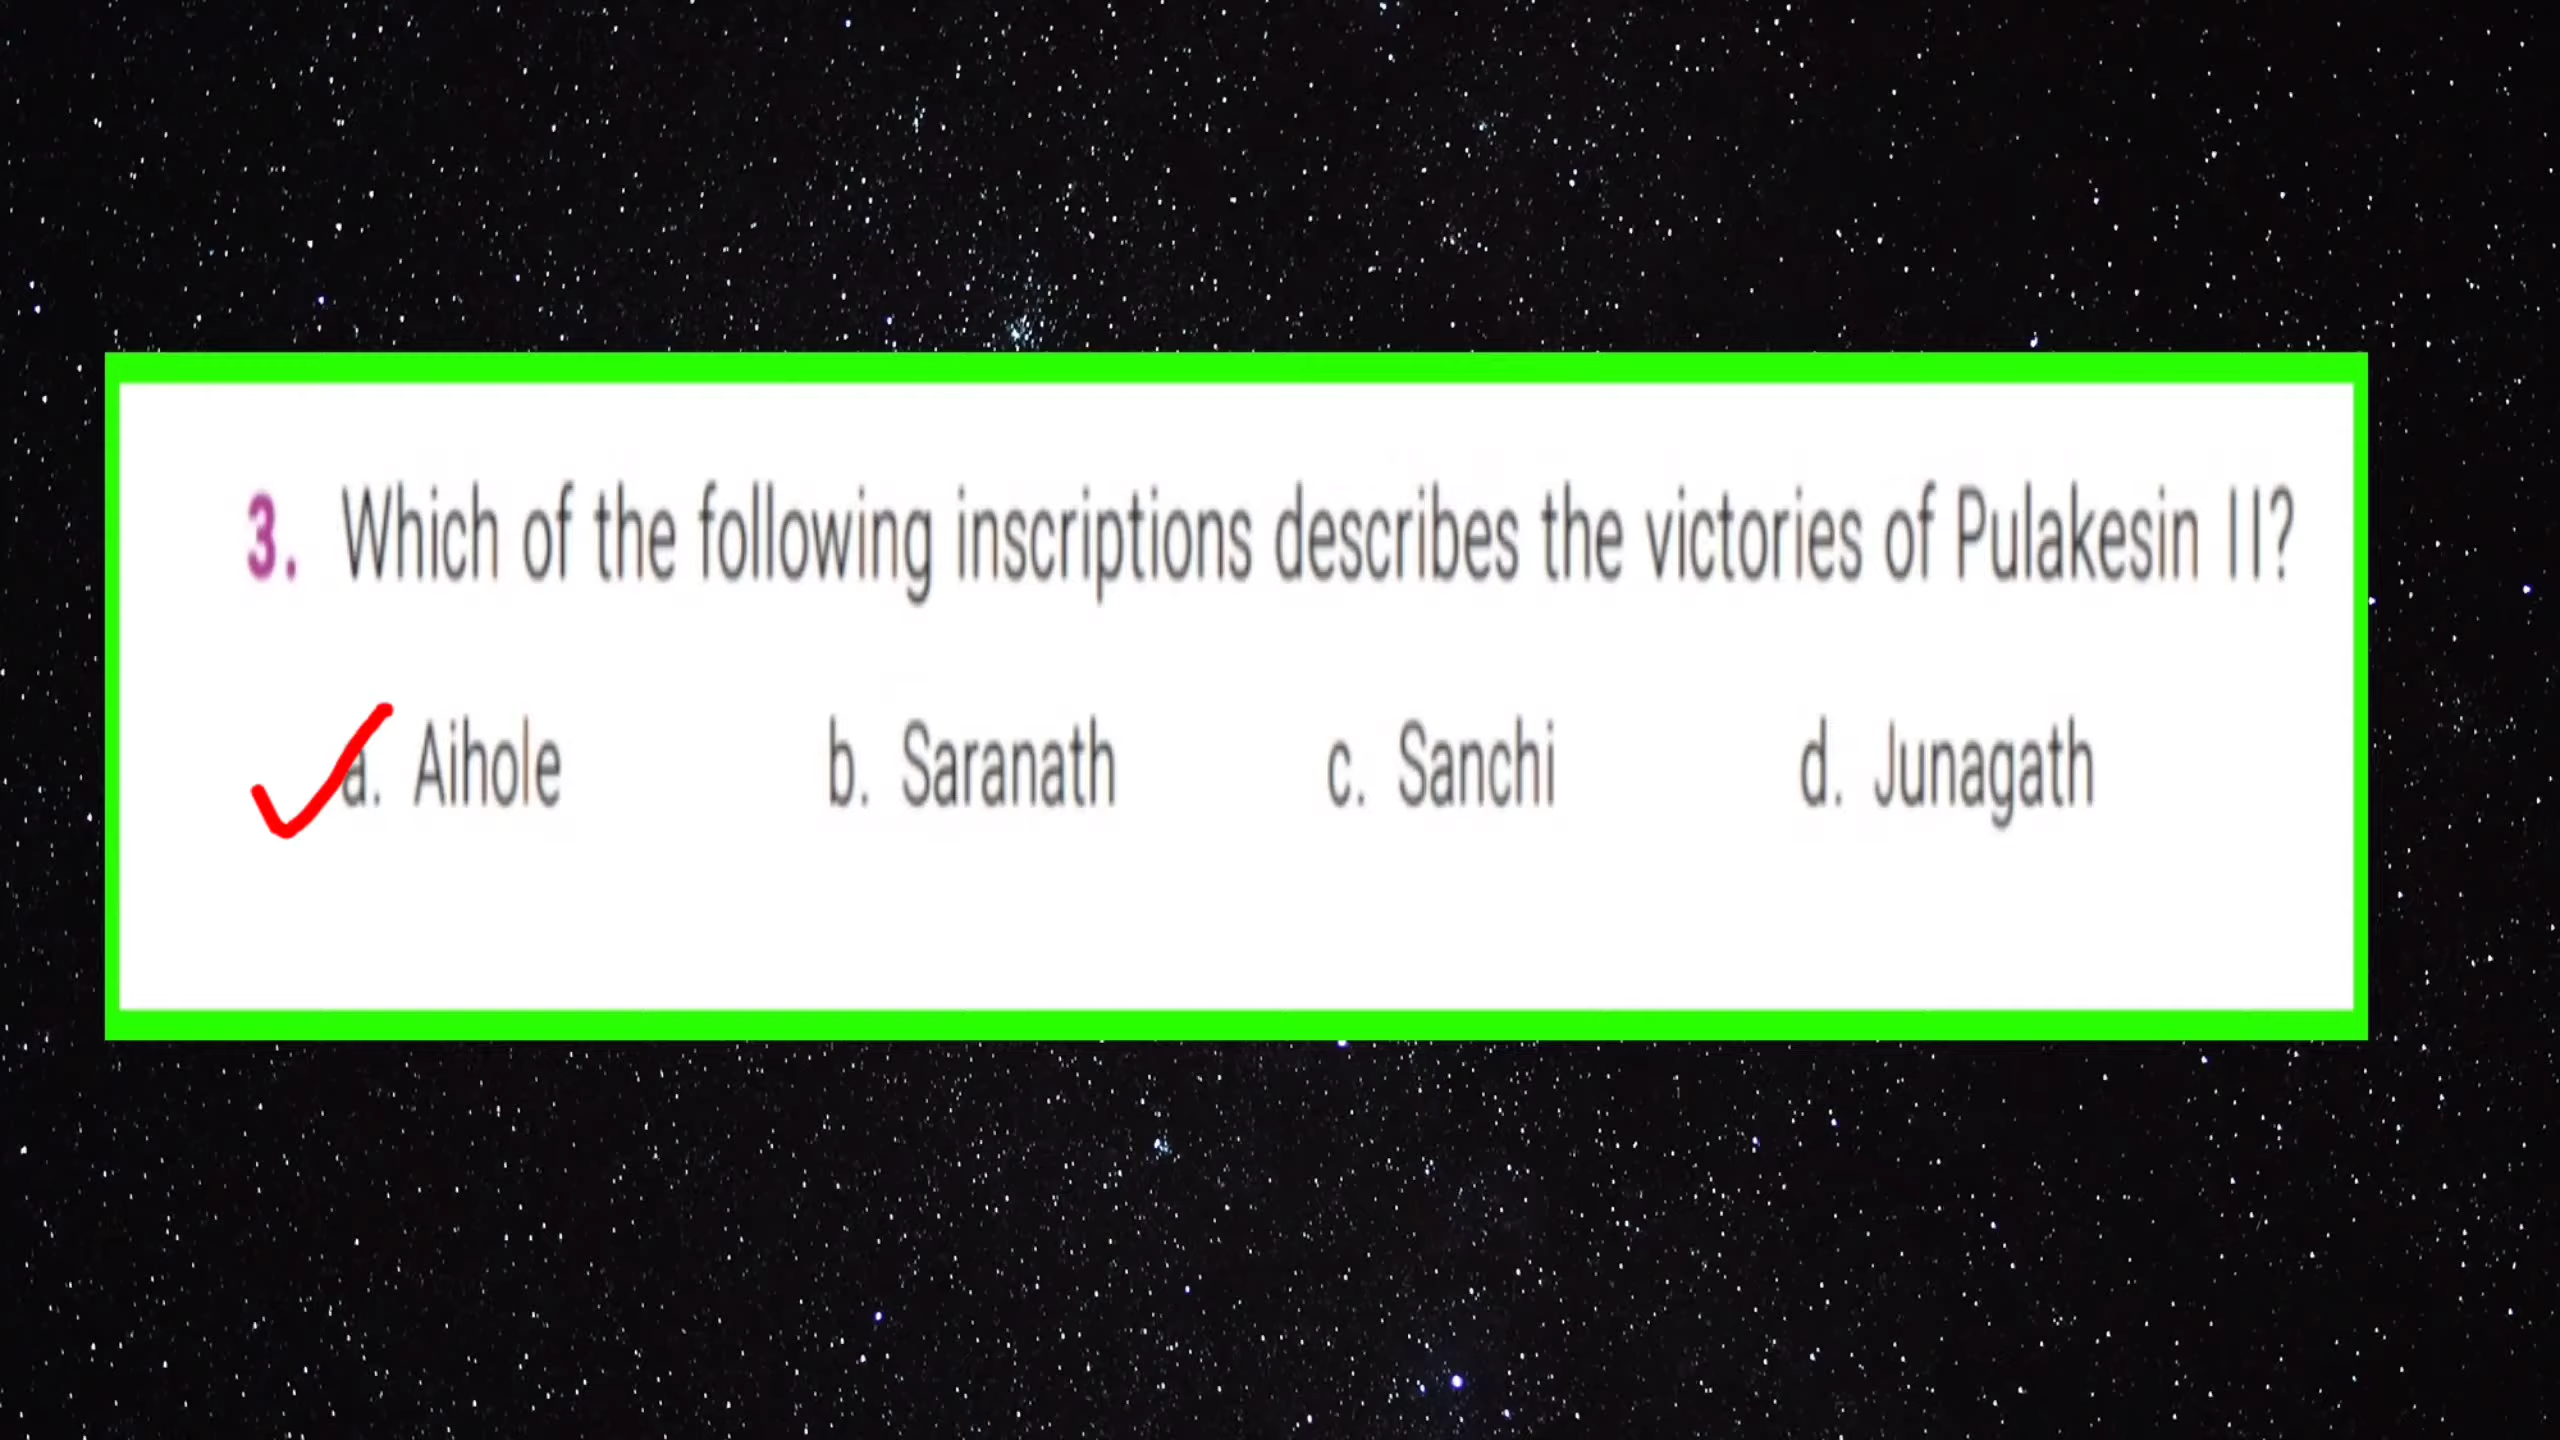 3. Which of the following inscriptions describes the victories of Pulakesin II?
a. Aihole b. Saranath c. Sanchi d. Junagath